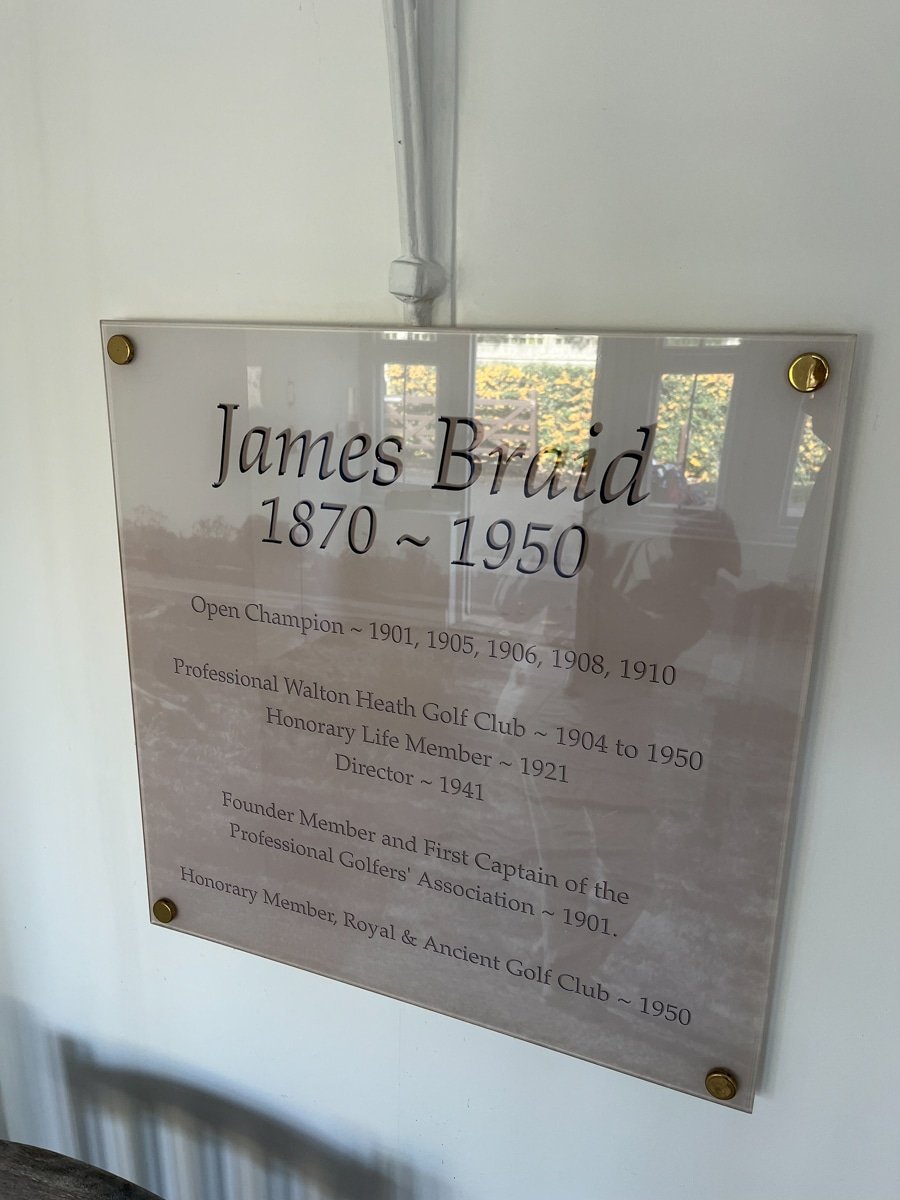 James Braid
1870 ~ 1950
Open Champion ~ 1901, 1905, 1906, 1908, 1910
Professional Walton Heath Golf Club ~ 1904 to 1950
Honorary Life Member ~ 1921
Director ~ 1941
Founder Member and First Captain of the
Professional Golfers' Association ~ 1901.
Honorary Member, Royal & Ancient Golf Club ~ 1950